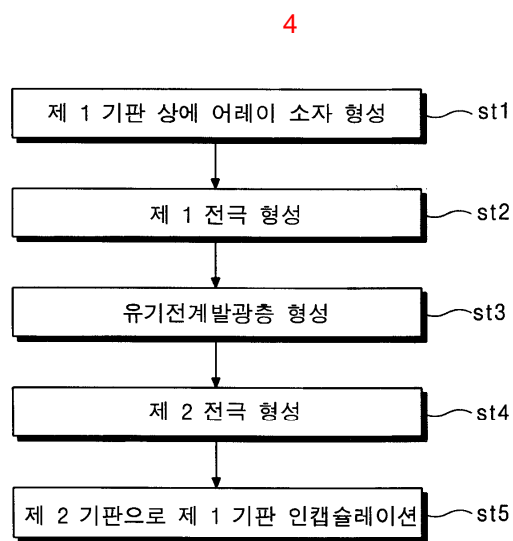 4
제 1 기판 상에 어레이 소자 형성 st1
제 1 전극 형성 st2
유기전계발광층 형성 st3
제 2 전극 형성 st4
제 2 기판으로 제 1 기판 인캡슐레이션 st5